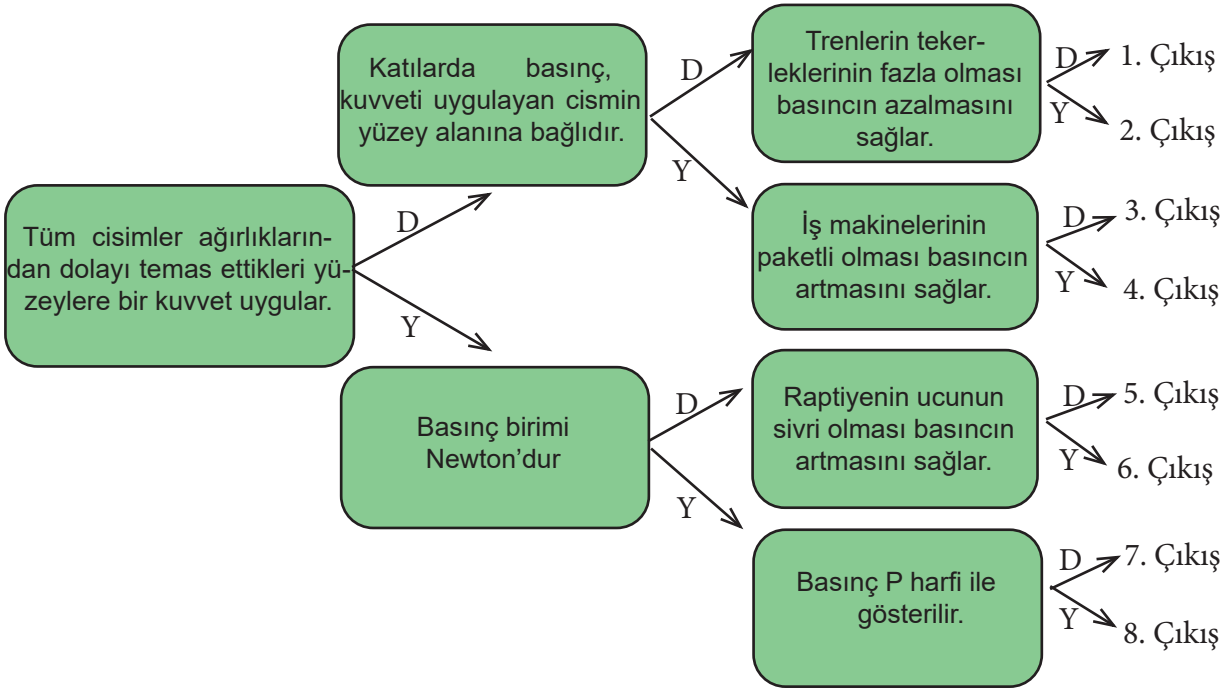 Tüm cisimler ağırlıkların-
dan dolayı temas ettikleri yü-
zeylere bir kuvvet uygular.
D
Y
Katılarda basınç,
kuvveti uygulayan cismin
yüzey alanına bağlıdır.
D
Y
Basınç birimi
Newton’dur
D
Y
Trenlerin teker-
leklerinin fazla olması
basıncın azalmasını
sağlar.
D
Y
1. Çıkış
2. Çıkış
İş makinelerinin
paketli olması basıncın
artmasını sağlar.
D
Y
3. Çıkış
4. Çıkış
Raptiyenin ucunun
sivri olması basıncın
artmasını sağlar.
D
Y
5. Çıkış
6. Çıkış
Basınç P harfi ile
gösterilir.
D
Y
7. Çıkış
8. Çıkış